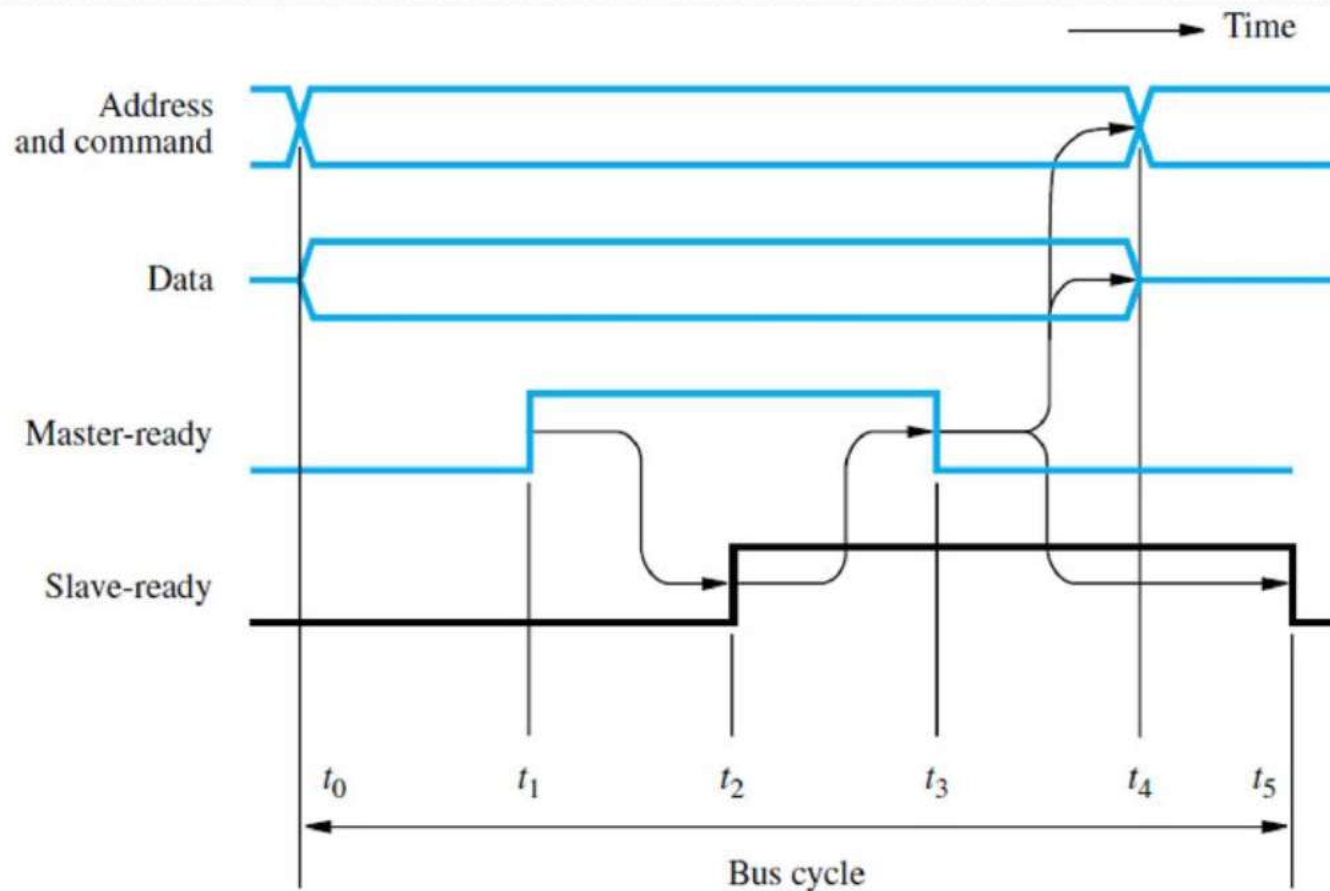 Time
Address
and command
Data
Master-ready
Slave-ready
t0 t1 t2 t3 t4 t5
Bus cycle